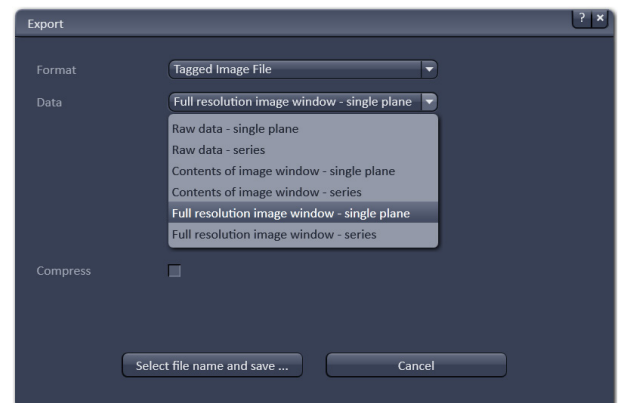 Export
? ×
Format
Tagged Image File
Data
Full resolution image window - single plane
Raw data - single plane
Raw data - series
Contents of image window - single plane
Contents of image window - series
Full resolution image window - single plane
Full resolution image window - series
Compress
Select file name and save ...
Cancel